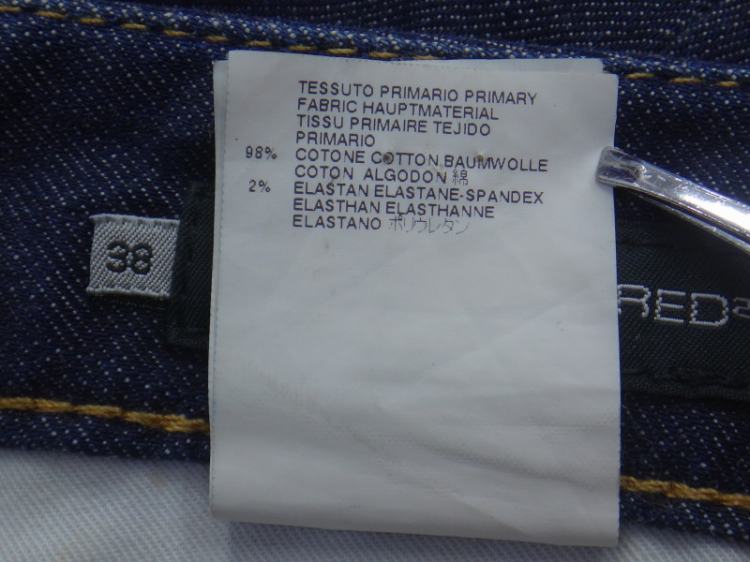 TESSUTO PRIMARIO PRIMARY
FABRIC HAUPTMATERIAL
TISSU PRIMAIRE TEJIDO
PRIMARIO
98% COTONE COTTON BAUMWOLLE
COTON ALGODON 綿
2% ELASTAN ELASTANE-SPANDEX
ELASTHAN ELASTHANNE
ELASTANO ポリウレタン
38
RED2